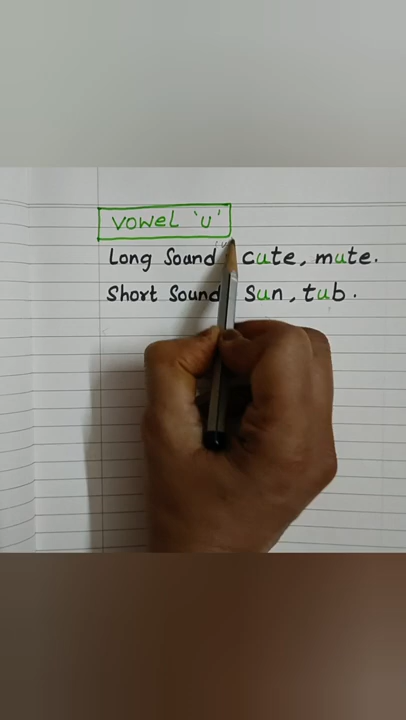 vowel 'u'
Long Sound 'u' cute, mute.
Short Sound Sun, tub.